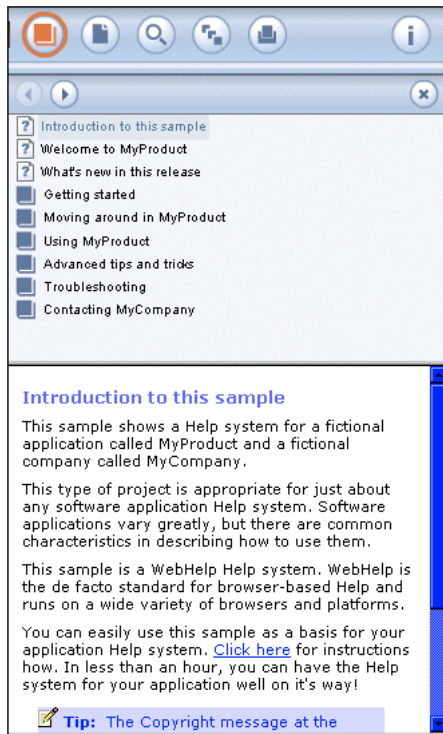 Introduction to this sample
Welcome to MyProduct
What's new in this release
Getting started
Moving around in MyProduct
Using MyProduct
Advanced tips and tricks
Troubleshooting
Contacting MyCompany
Introduction to this sample
This sample shows a Help system for a fictional
application called MyProduct and a fictional
company called MyCompany.
This type of project is appropriate for just about
any software application Help system. Software
applications vary greatly, but there are common
characteristics in describing how to use them.
This sample is a WebHelp Help system. WebHelp is
the de facto standard for browser-based Help and
runs on a wide variety of browsers and platforms.
You can easily use this sample as a basis for your
application Help system. Click here for instructions
how. In less than an hour, you can have the Help
system for your application well on it's way!
Tip: The Copyright message at the